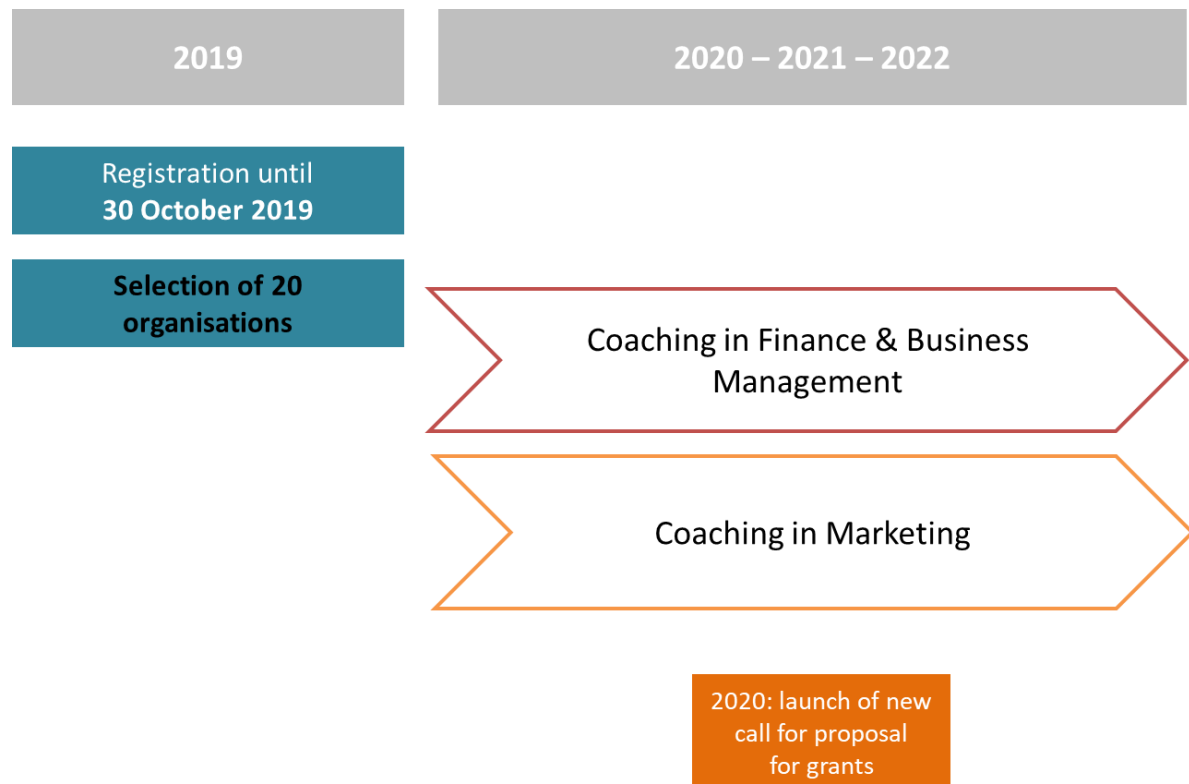 2019
2020 – 2021 – 2022
Registration until
30 October 2019
Selection of 20
organisations
Coaching in Finance & Business
Management
Coaching in Marketing
2020: launch of new
call for proposal
for grants